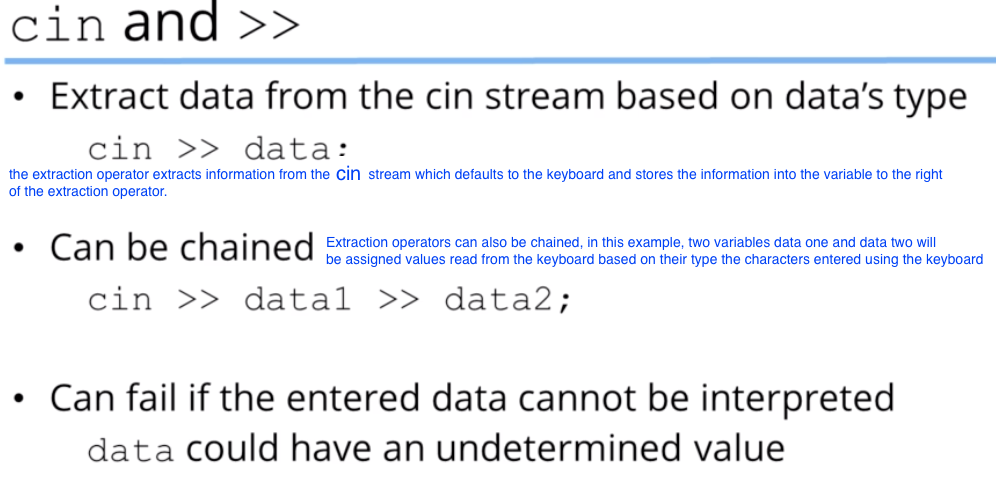 cin and >>
• Extract data from the cin stream based on data's type
cin >> data:
the extraction operator extracts information from the cin stream which defaults to the keyboard and stores the information into the variable to the right
of the extraction operator.
• Can be chained Extraction operators can also be chained, in this example, two variables data one and data two will
be assigned values read from the keyboard based on their type the characters entered using the keyboard
cin >> data1 >> data2;
• Can fail if the entered data cannot be interpreted
data could have an undetermined value